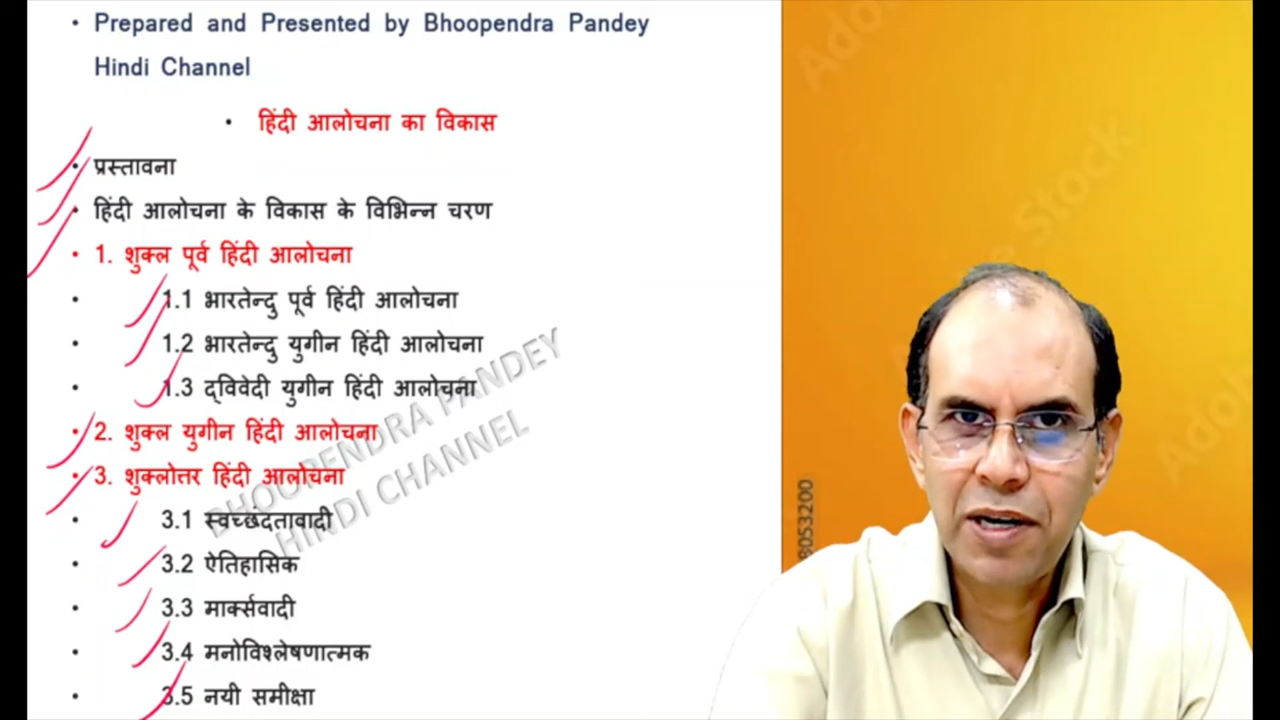 • Prepared and Presented by Bhoopendra Pandey
Hindi Channel
• हिंदी आलोचना का विकास
• प्रस्तावना
• हिंदी आलोचना के विकास के विभिन्न चरण
• 1. शुक्ल पूर्व हिंदी आलोचना
• 1.1 भारतेन्दु पूर्व हिंदी आलोचना
• 1.2 भारतेन्दु युगीन हिंदी आलोचना
• 1.3 द्विवेदी युगीन हिंदी आलोचना
• 2. शुक्ल युगीन हिंदी आलोचना
• 3. शुक्लोत्तर हिंदी आलोचना
• 3.1 स्वच्छंदतावादी
• 3.2 ऐतिहासिक
• 3.3 मार्क्सवादी
• 3.4 मनोविश्लेषणात्मक
• 3.5 नयी समीक्षा
BHOOPENDRA PANDEY
HINDI CHANNEL
8053200